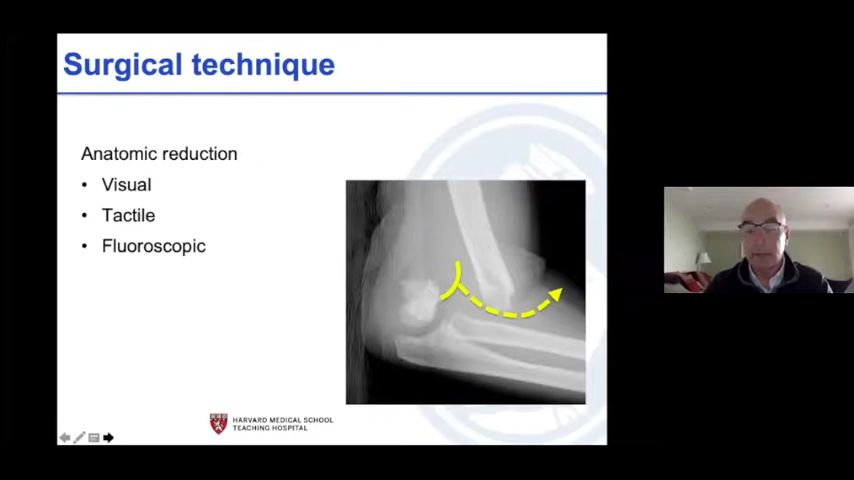 Surgical technique
Anatomic reduction
• Visual
• Tactile
• Fluoroscopic
HARVARD MEDICAL SCHOOL
TEACHING HOSPITAL